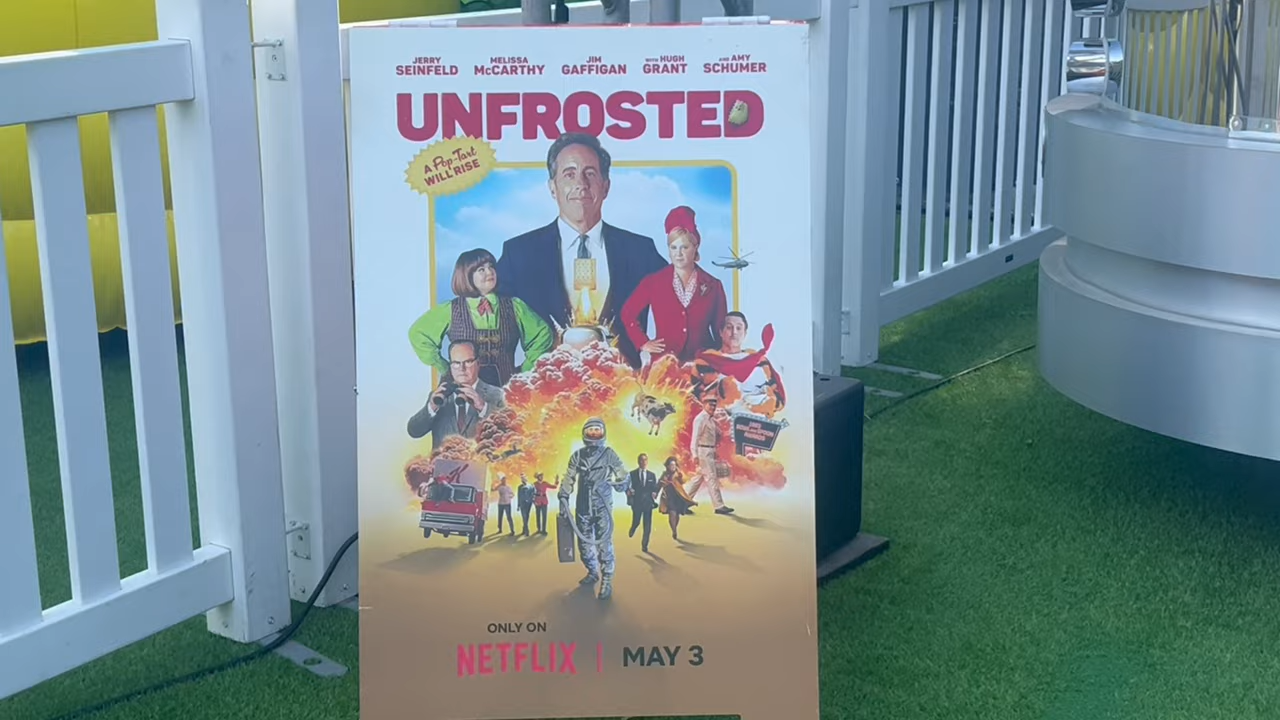 JERRY SEINFELD MELISSA McCARTHY JIM GAFFIGAN WITH HUGH GRANT AND AMY SCHUMER
UNFROSTED
A Pop-Tart
WILL RISE
ONLY ON
NETFLIX | MAY 3